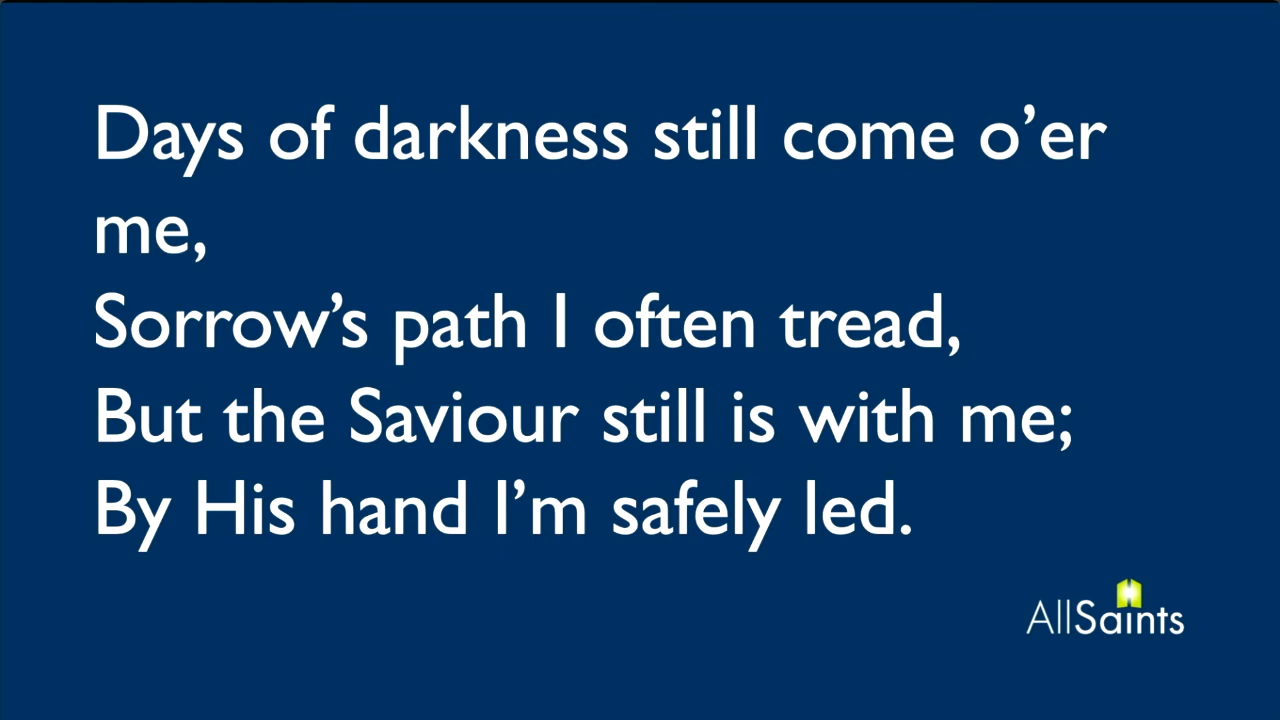 Days of darkness still come o’er
me,
Sorrow’s path I often tread,
But the Saviour still is with me;
By His hand I’m safely led.
AllSaints